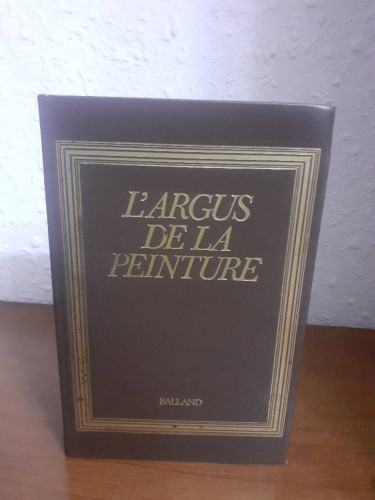 L'ARGUS
DE LA
PEINTURE
BALLAND